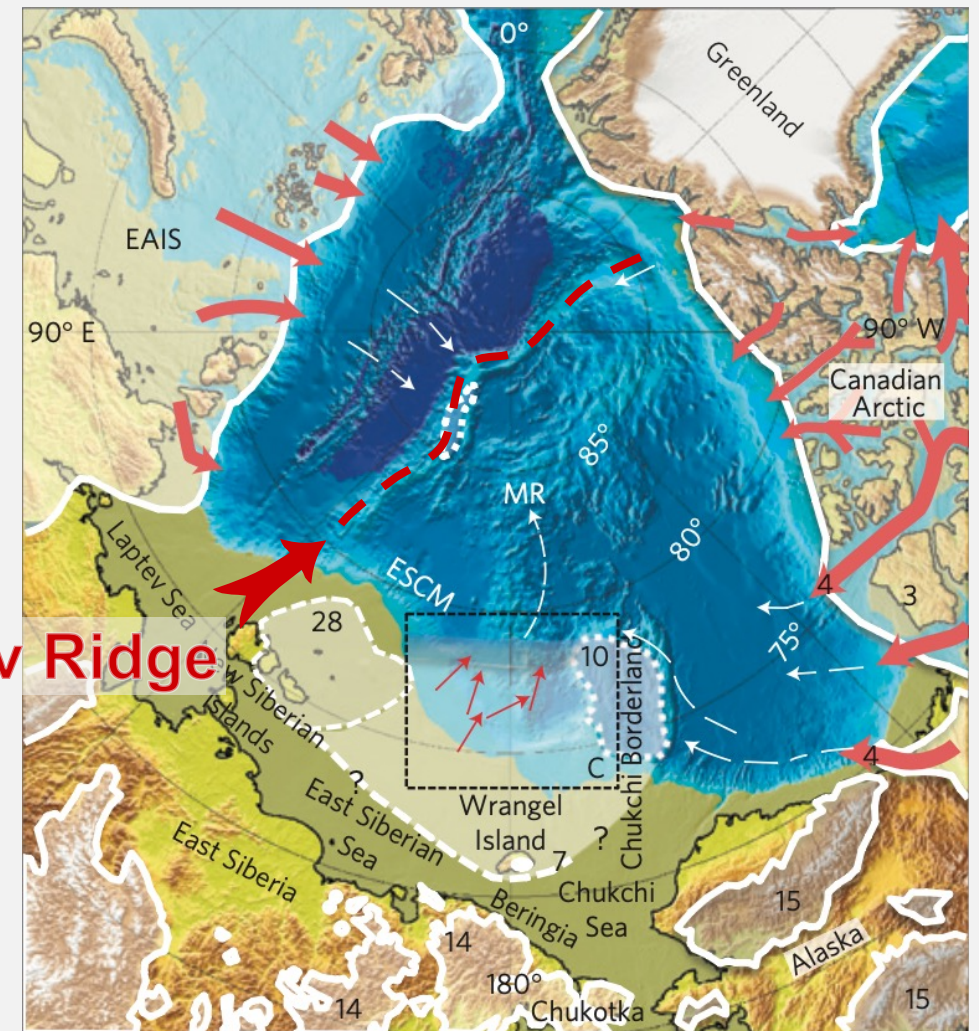 0°
Greenland
EAIS
90° E
90° W
Canadian
Arctic
85°
MR
80°
ESCM
Laptev Sea
4
3
28
75°
10
v Ridge
New Siberian
Islands
Chukchi Borderland
C
4
?
East Siberian
Sea
Wrangel
Island
?
7
East Siberia
Chukchi
Sea
Beringia
15
14
Alaska
180°
14
Chukotka
15